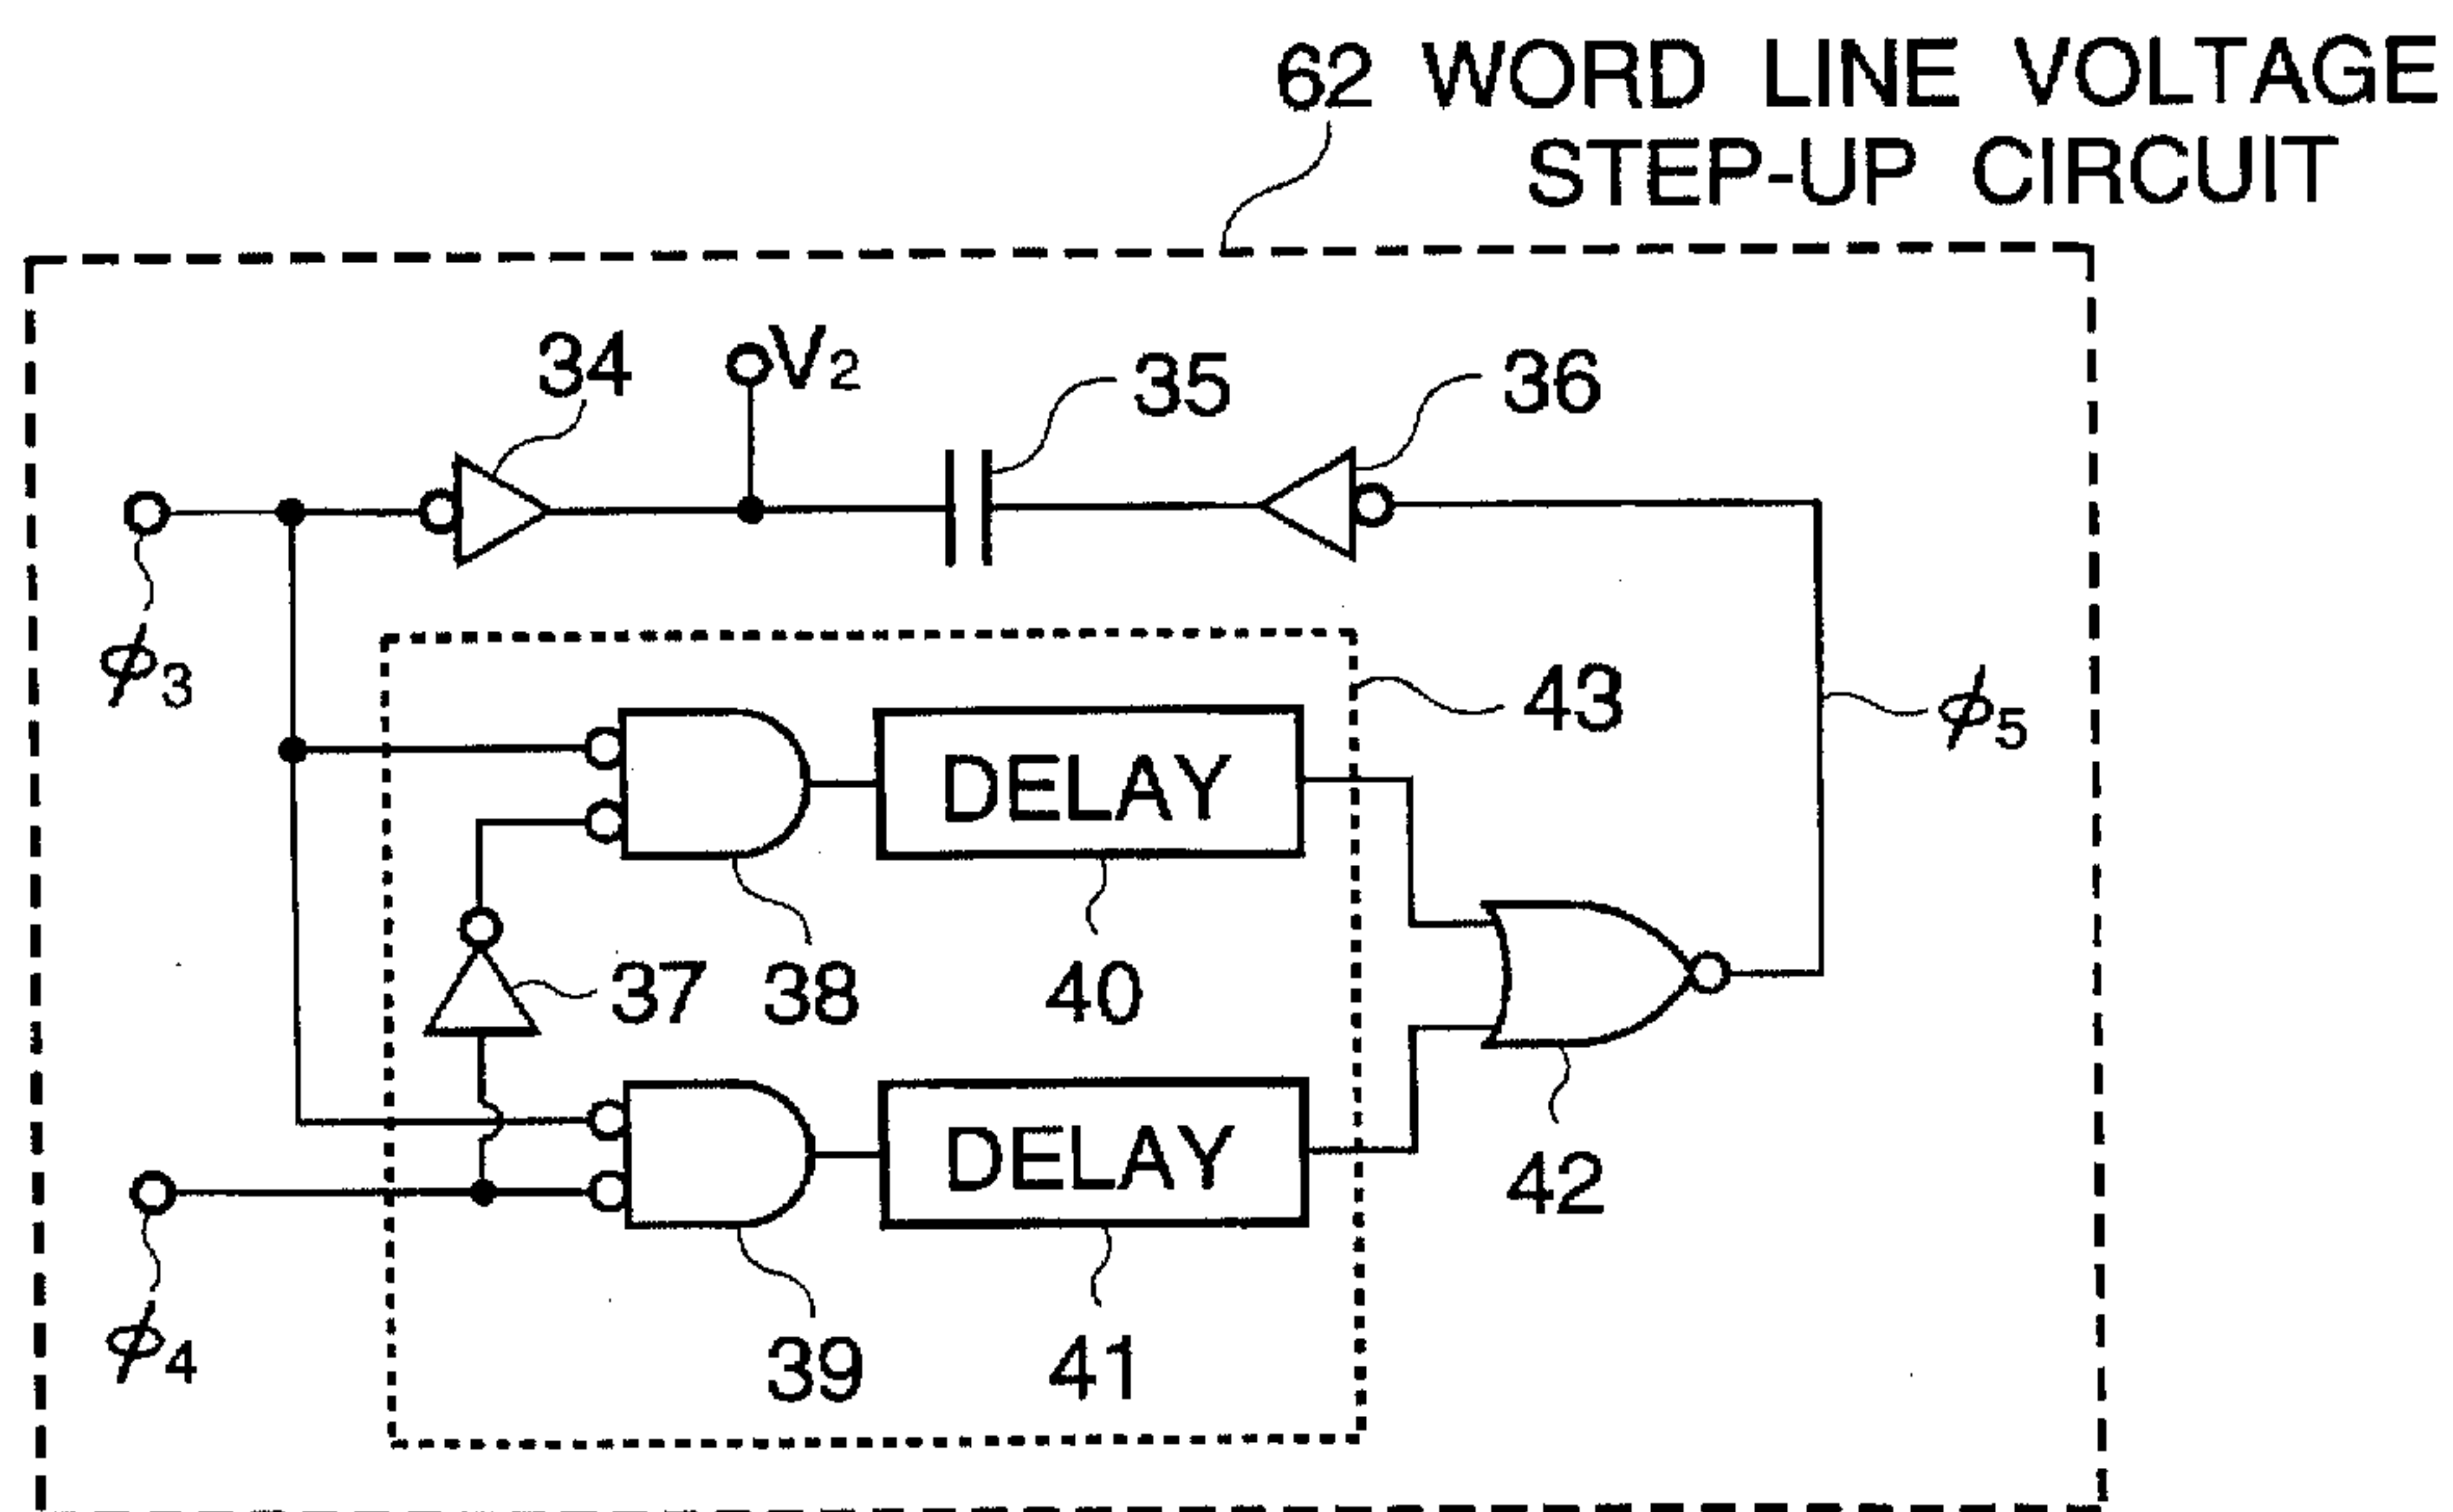 62 WORD LINE VOLTAGE
STEP-UP CIRCUIT
34
V2
35
36
ϕ3
43
ϕ5
DELAY
37
38
40
DELAY
42
ϕ4
39
41